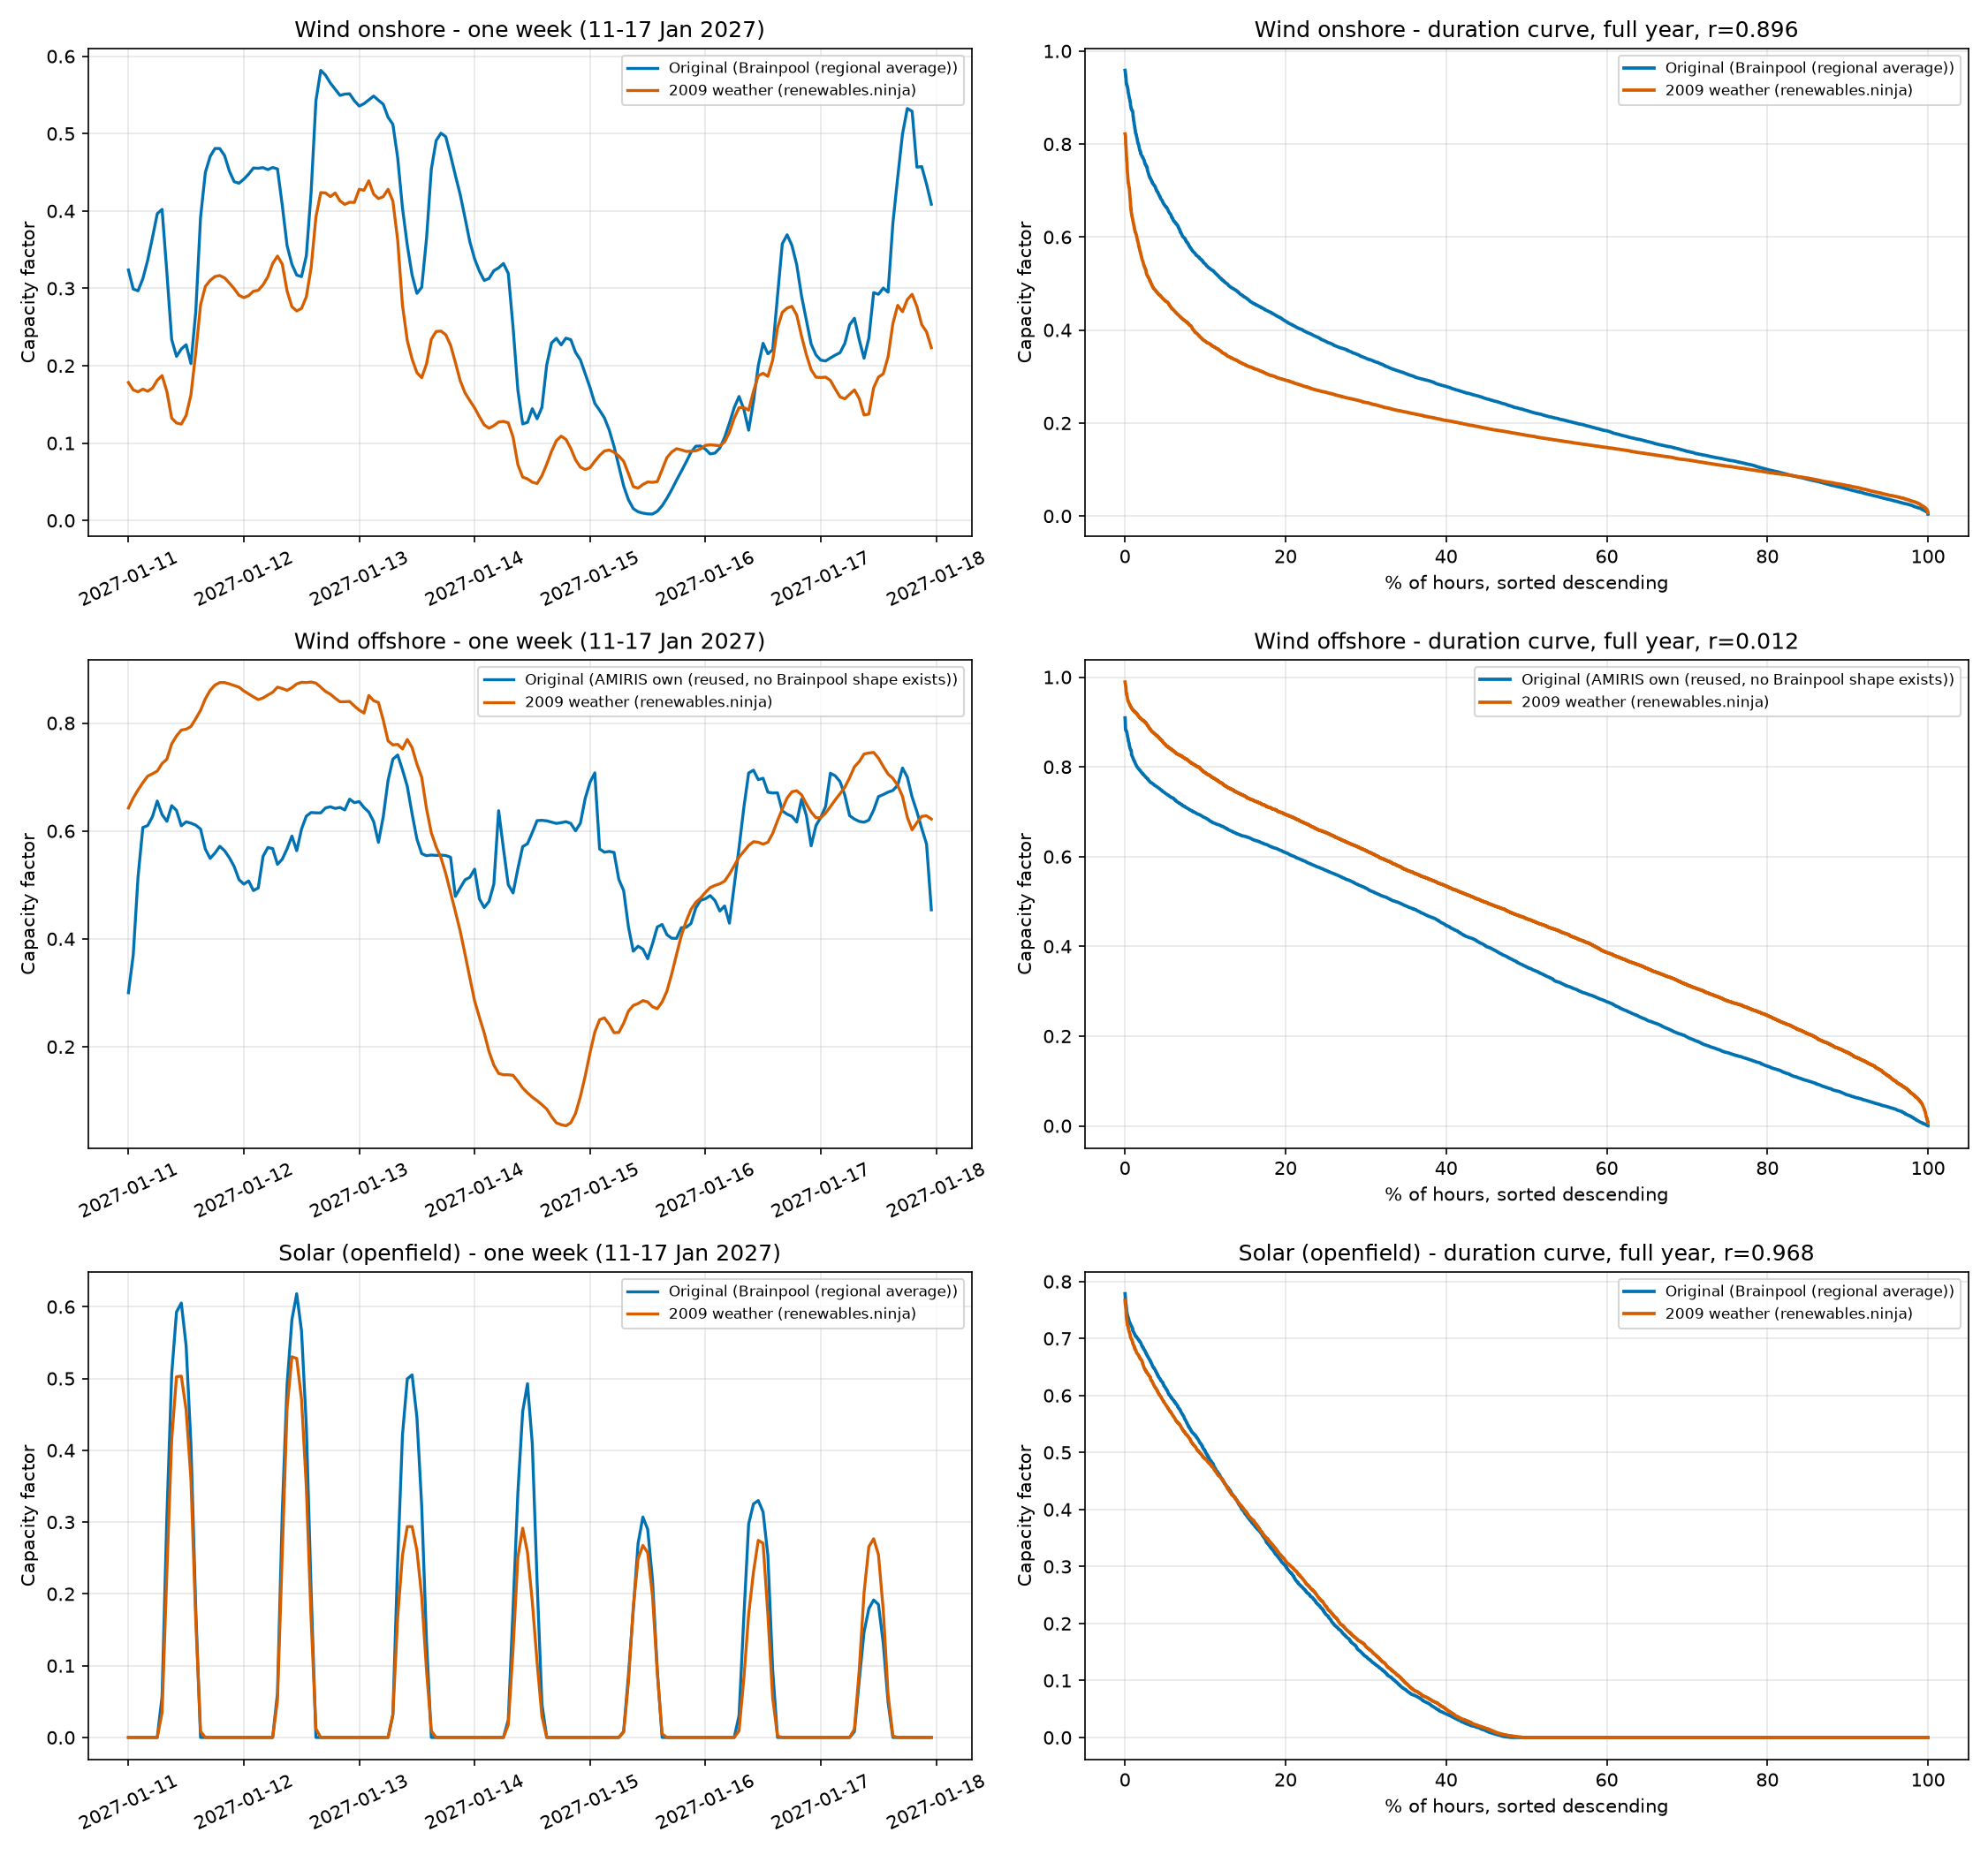 Wind onshore - one week (11-17 Jan 2027)
Capacity factor
0.6
0.5
0.4
0.3
0.2
0.1
0.0
Original (Brainpool (regional average))
2009 weather (renewables.ninja)
2027-01-11
2027-01-12
2027-01-13
2027-01-14
2027-01-15
2027-01-16
2027-01-17
2027-01-18
Wind onshore - duration curve, full year, r=0.896
Capacity factor
1.0
0.8
0.6
0.4
0.2
0.0
Original (Brainpool (regional average))
2009 weather (renewables.ninja)
0 20 40 60 80 100
% of hours, sorted descending
Wind offshore - one week (11-17 Jan 2027)
Capacity factor
0.8
0.6
0.4
0.2
Original (AMIRIS own (reused, no Brainpool shape exists))
2009 weather (renewables.ninja)
2027-01-11
2027-01-12
2027-01-13
2027-01-14
2027-01-15
2027-01-16
2027-01-17
2027-01-18
Wind offshore - duration curve, full year, r=0.012
Capacity factor
1.0
0.8
0.6
0.4
0.2
0.0
Original (AMIRIS own (reused, no Brainpool shape exists))
2009 weather (renewables.ninja)
0 20 40 60 80 100
% of hours, sorted descending
Solar (openfield) - one week (11-17 Jan 2027)
Capacity factor
0.6
0.5
0.4
0.3
0.2
0.1
0.0
Original (Brainpool (regional average))
2009 weather (renewables.ninja)
2027-01-11
2027-01-12
2027-01-13
2027-01-14
2027-01-15
2027-01-16
2027-01-17
2027-01-18
Solar (openfield) - duration curve, full year, r=0.968
Capacity factor
0.8
0.7
0.6
0.5
0.4
0.3
0.2
0.1
0.0
Original (Brainpool (regional average))
2009 weather (renewables.ninja)
0 20 40 60 80 100
% of hours, sorted descending